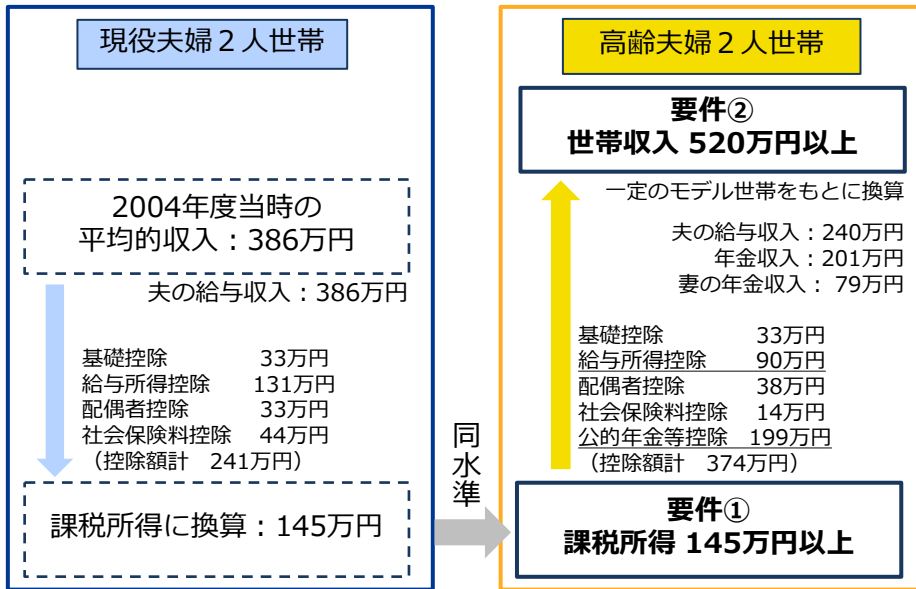 現役夫婦２人世帯
2004年度当時の
平均的収入：386万円
夫の給与収入：386万円
基礎控除 33万円
給与所得控除 131万円
配偶者控除 33万円
社会保険料控除 44万円
（控除額計 241万円）
課税所得に換算：145万円
同水準
高齢夫婦２人世帯
要件②
世帯収入 520万円以上
一定のモデル世帯をもとに換算
夫の給与収入：240万円
年金収入：201万円
妻の年金収入： 79万円
基礎控除 33万円
給与所得控除 90万円
配偶者控除 38万円
社会保険料控除 14万円
公的年金等控除 199万円
（控除額計 374万円）
要件①
課税所得 145万円以上